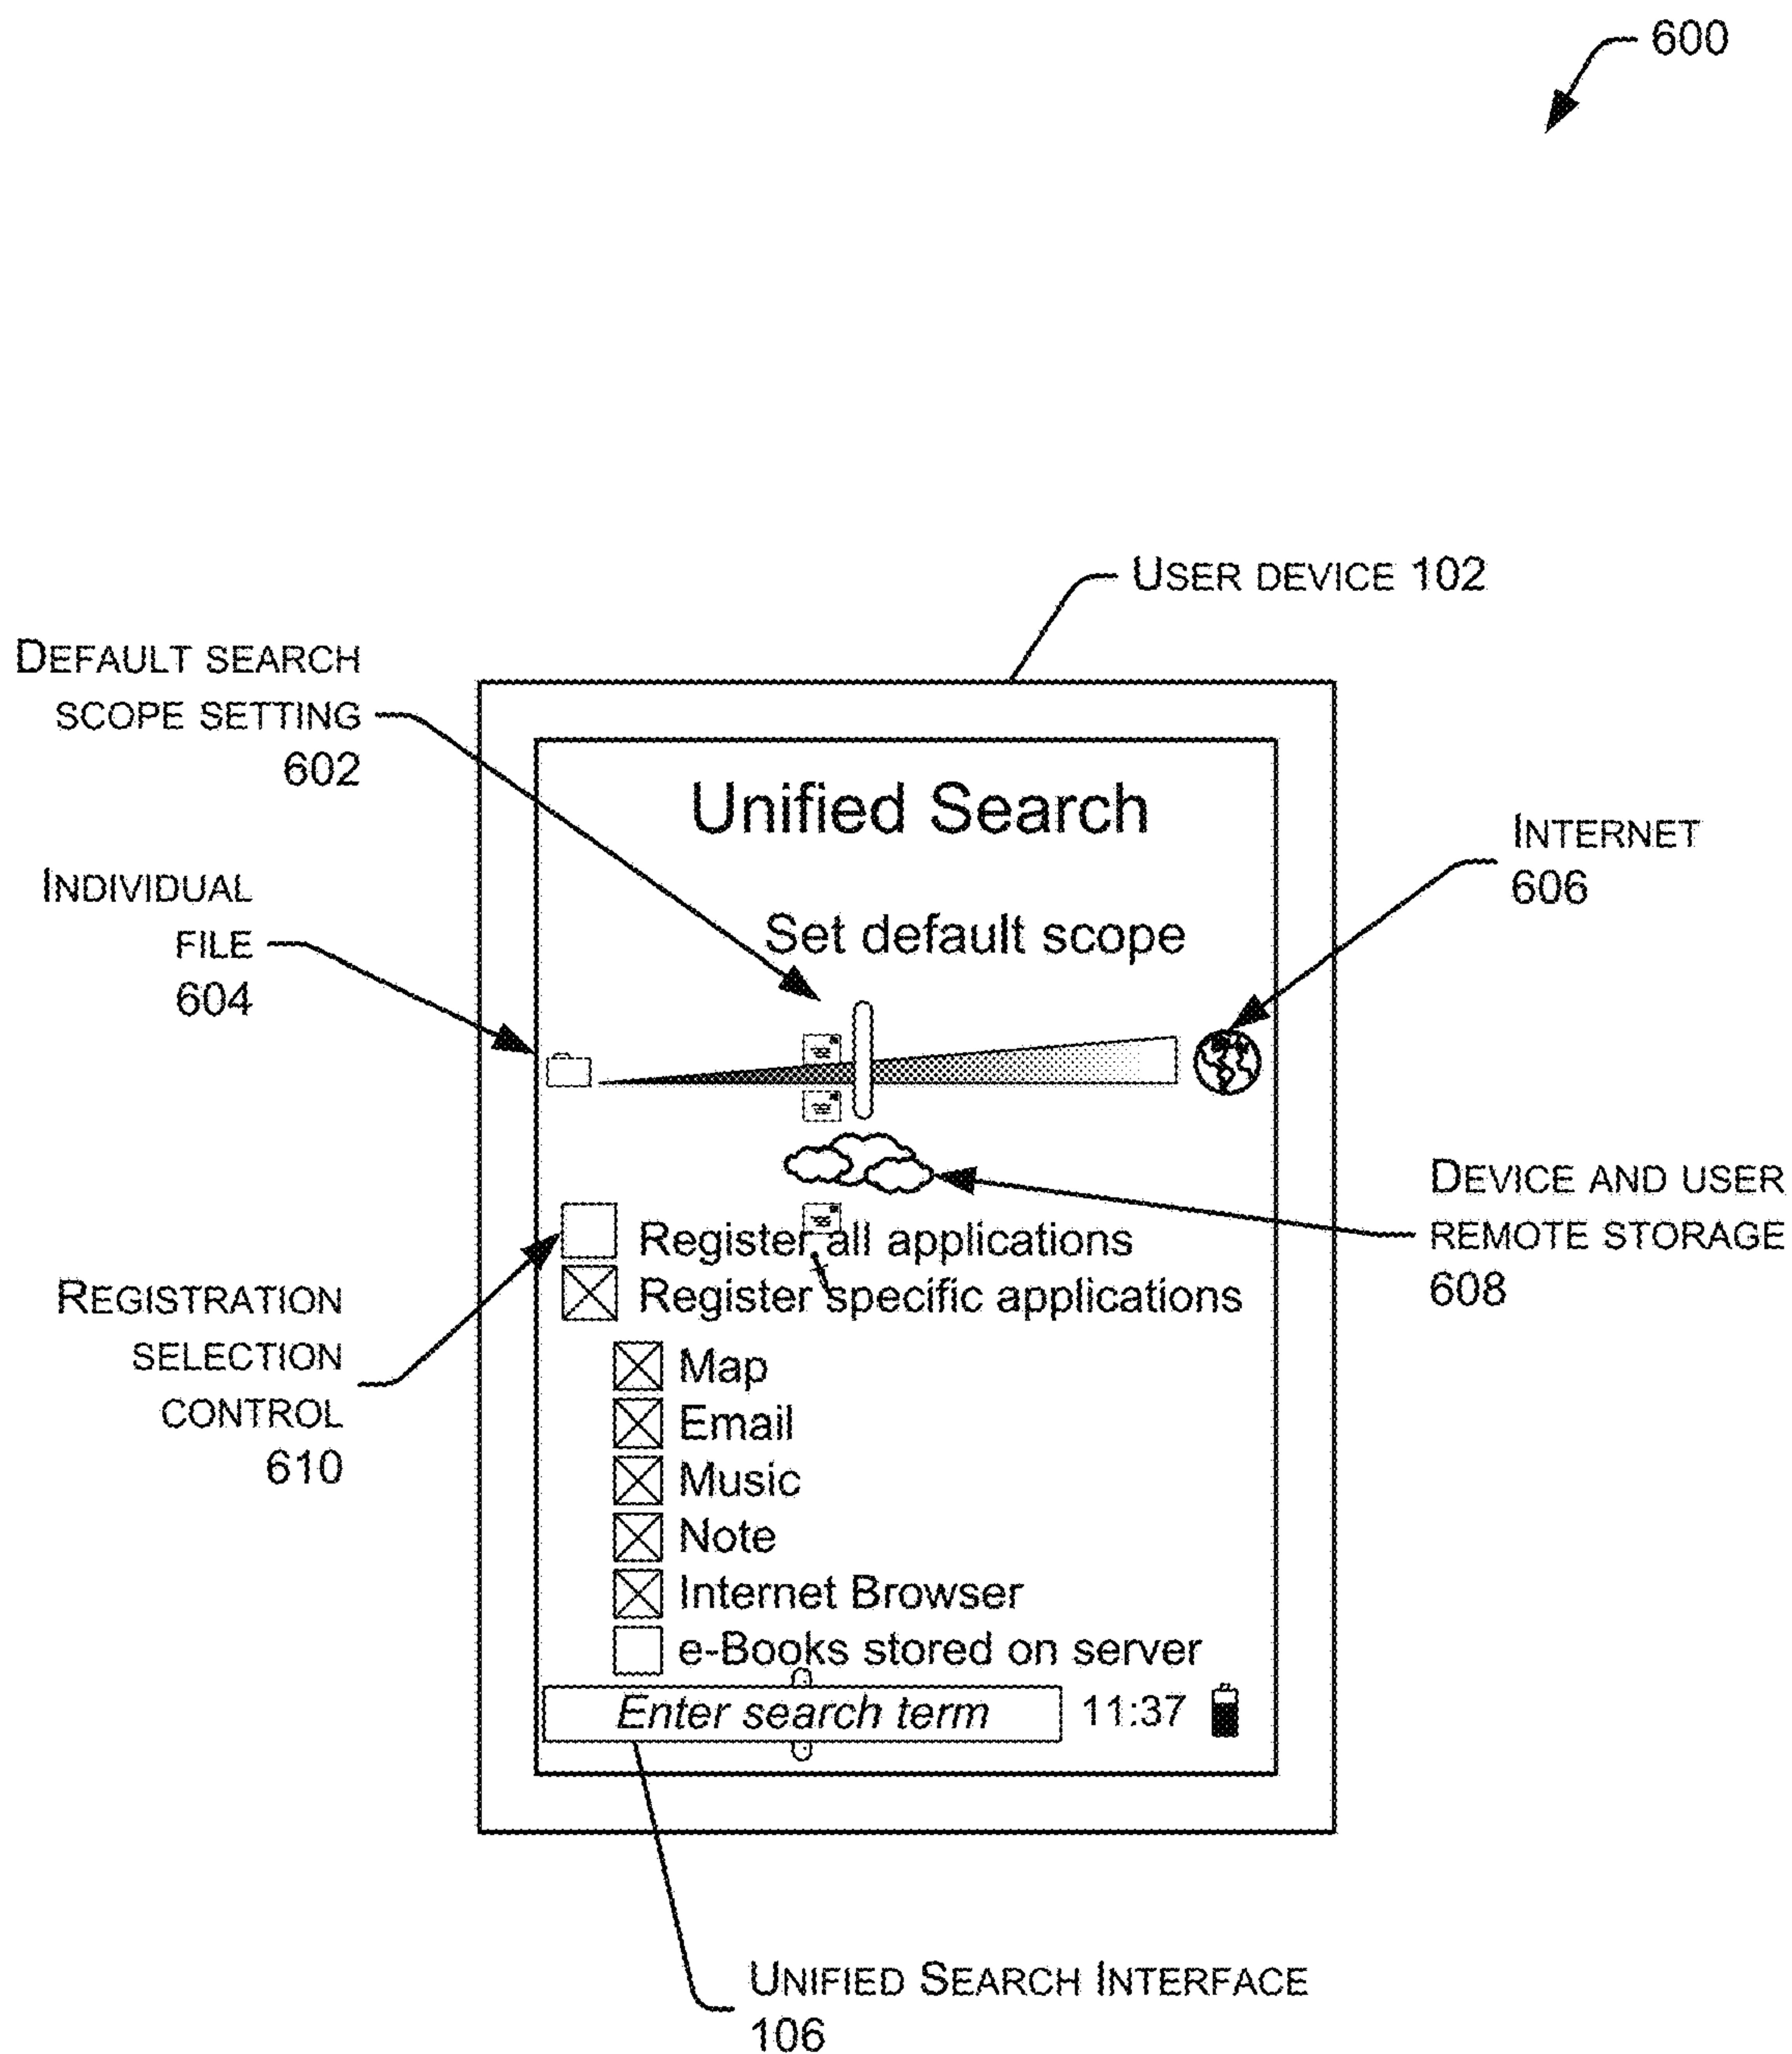 600
USER DEVICE 102
DEFAULT SEARCH
SCOPE SETTING
602
Unified Search
INTERNET
606
INDIVIDUAL
FILE
604
Set default scope
DEVICE AND USER
REMOTE STORAGE
608
Register all applications
Register specific applications
REGISTRATION
SELECTION
CONTROL
610
Map
Email
Music
Note
Internet Browser
e-Books stored on server
Enter search term
11:37
UNIFIED SEARCH INTERFACE
106